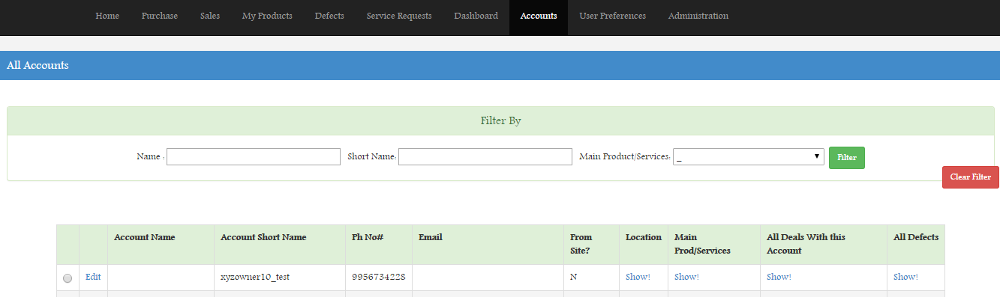 Home Purchase Sales My Products Defects Service Requests Dashboard Accounts User Preferences Administration
All Accounts
Filter By
Name : Short Name: Main Product/Services: _ Filter
Clear Filter
Account Name Account Short Name Ph No# Email From Location Main All Deals With this All Defects
Site? Prod/Services Account
Edit xyzowner10_test 9956734228 N Show! Show! Show! Show!